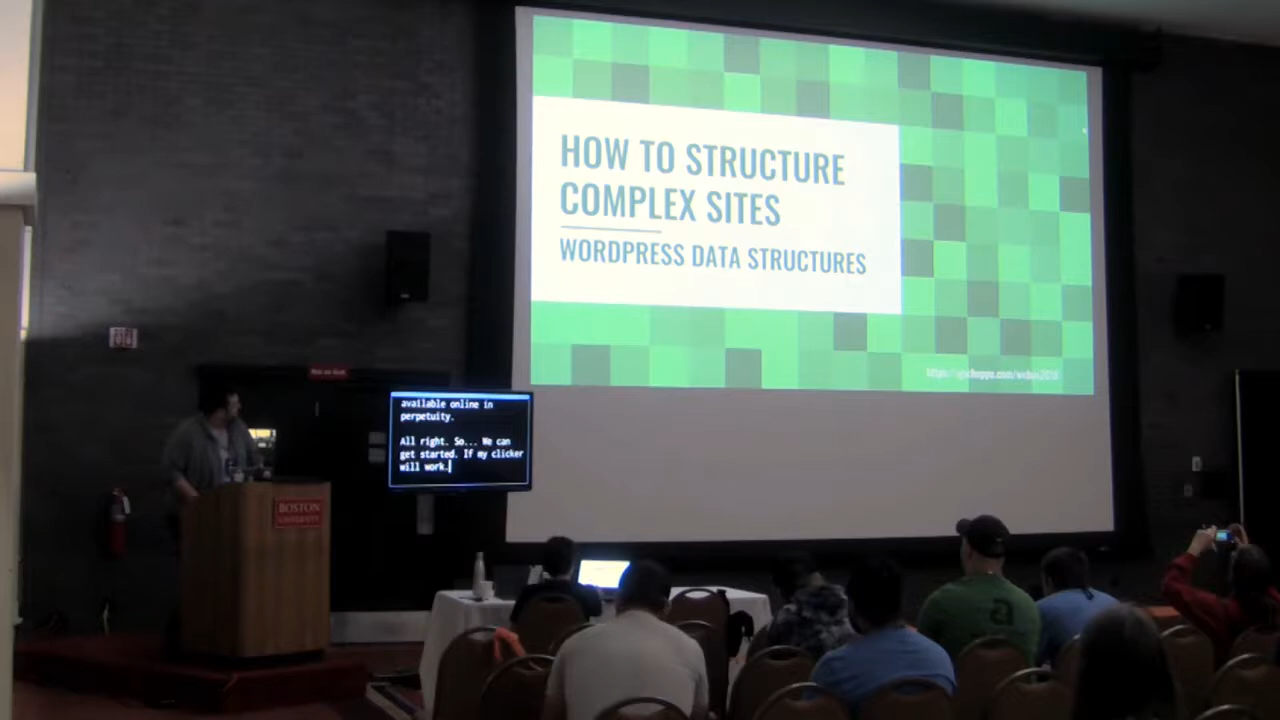 HOW TO STRUCTURE
COMPLEX SITES
WORDPRESS DATA STRUCTURES
available online in
perpetuity.
All right. So... We can
get started. If my clicker
will work.
BOSTON
UNIVERSITY